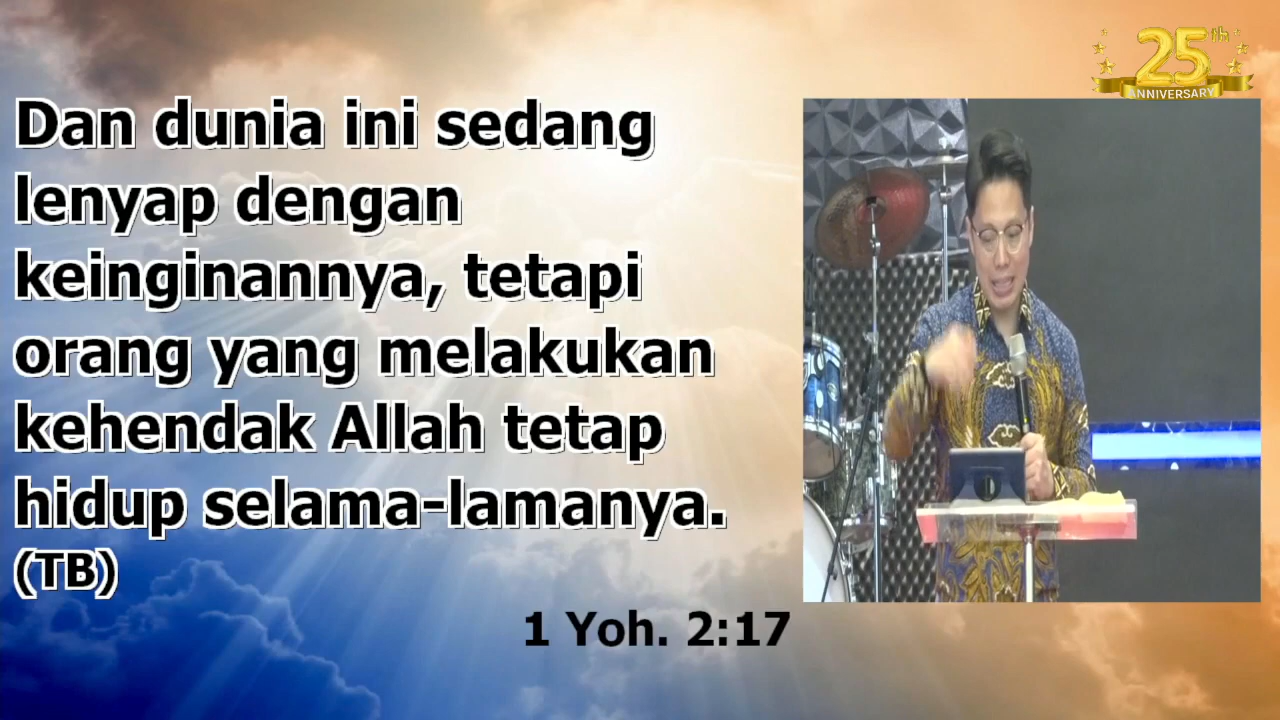 25th
ANNIVERSARY
Dan dunia ini sedang
lenyap dengan
keinginannya, tetapi
orang yang melakukan
kehendak Allah tetap
hidup selama-lamanya.
(TB)
1 Yoh. 2:17